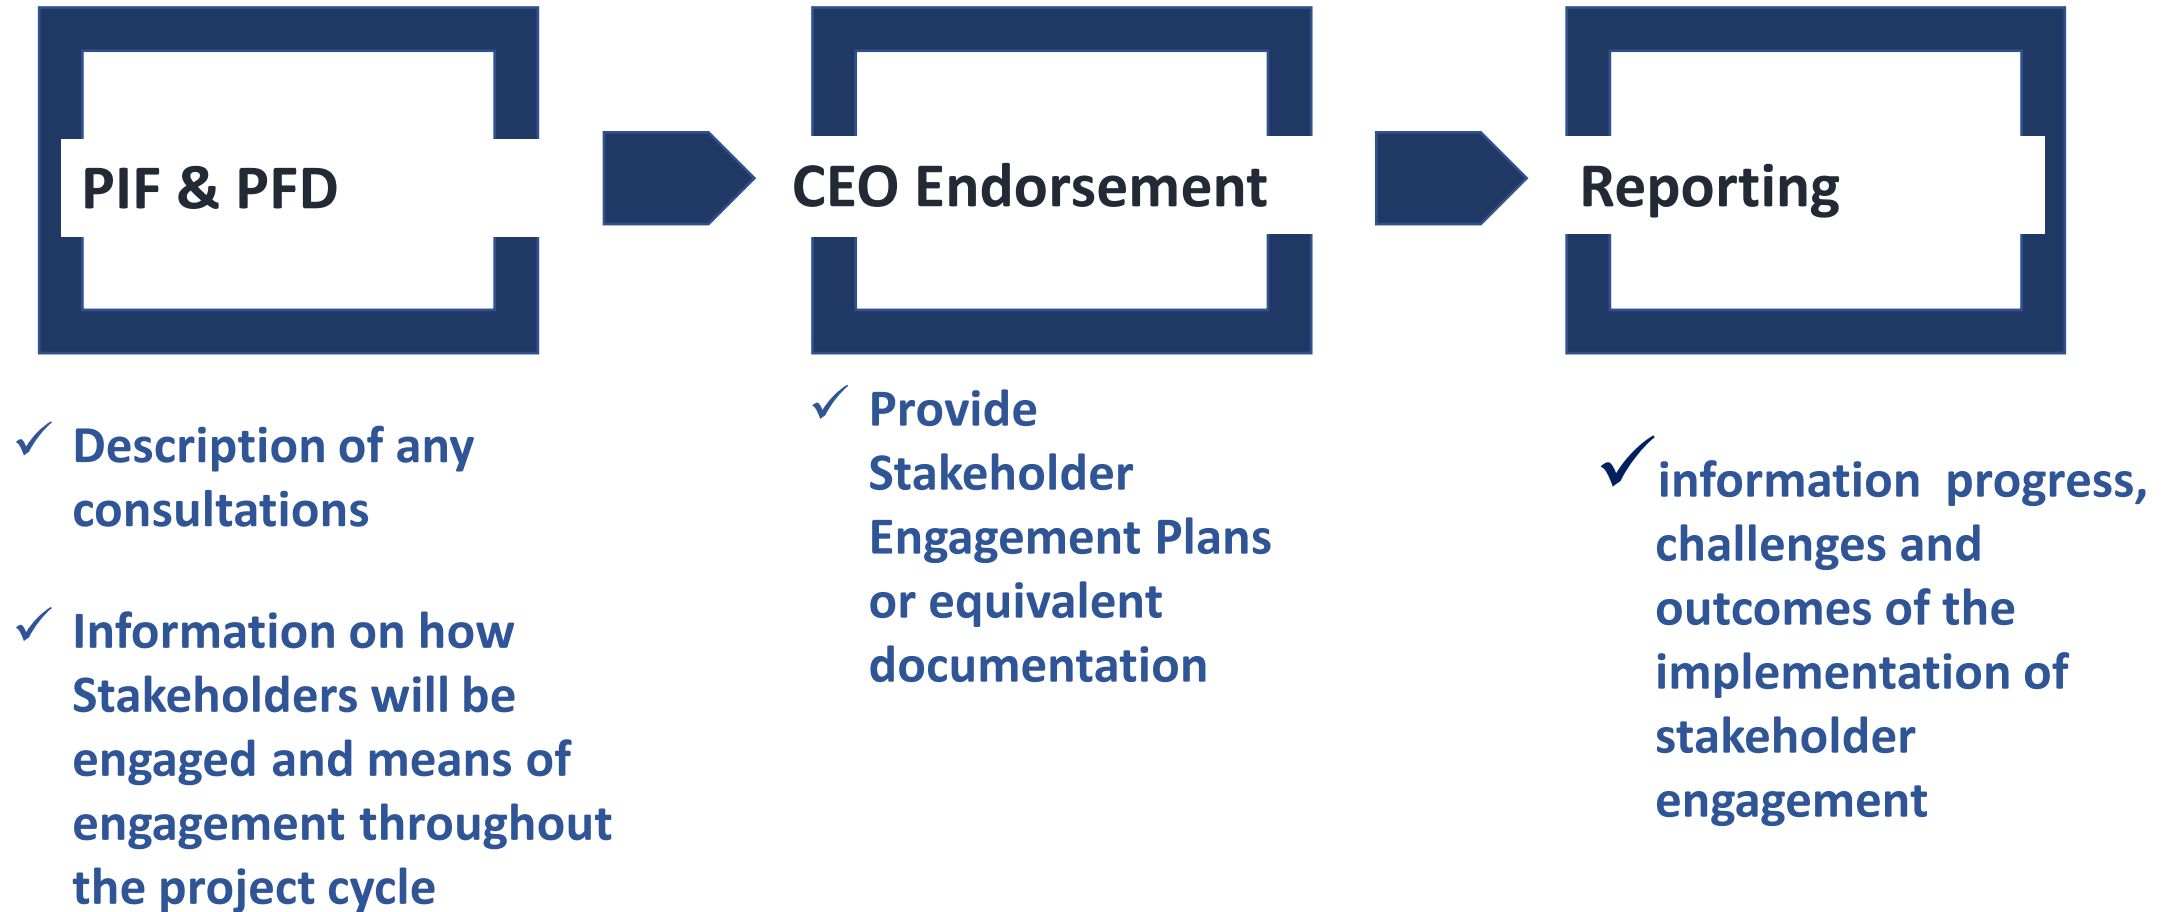 PIF & PFD
CEO Endorsement
Reporting
✓ Description of any
consultations
✓ Information on how
Stakeholders will be
engaged and means of
engagement throughout
the project cycle
✓ Provide
Stakeholder
Engagement Plans
or equivalent
documentation
✓ information  progress,
challenges and
outcomes of the
implementation of
stakeholder
engagement